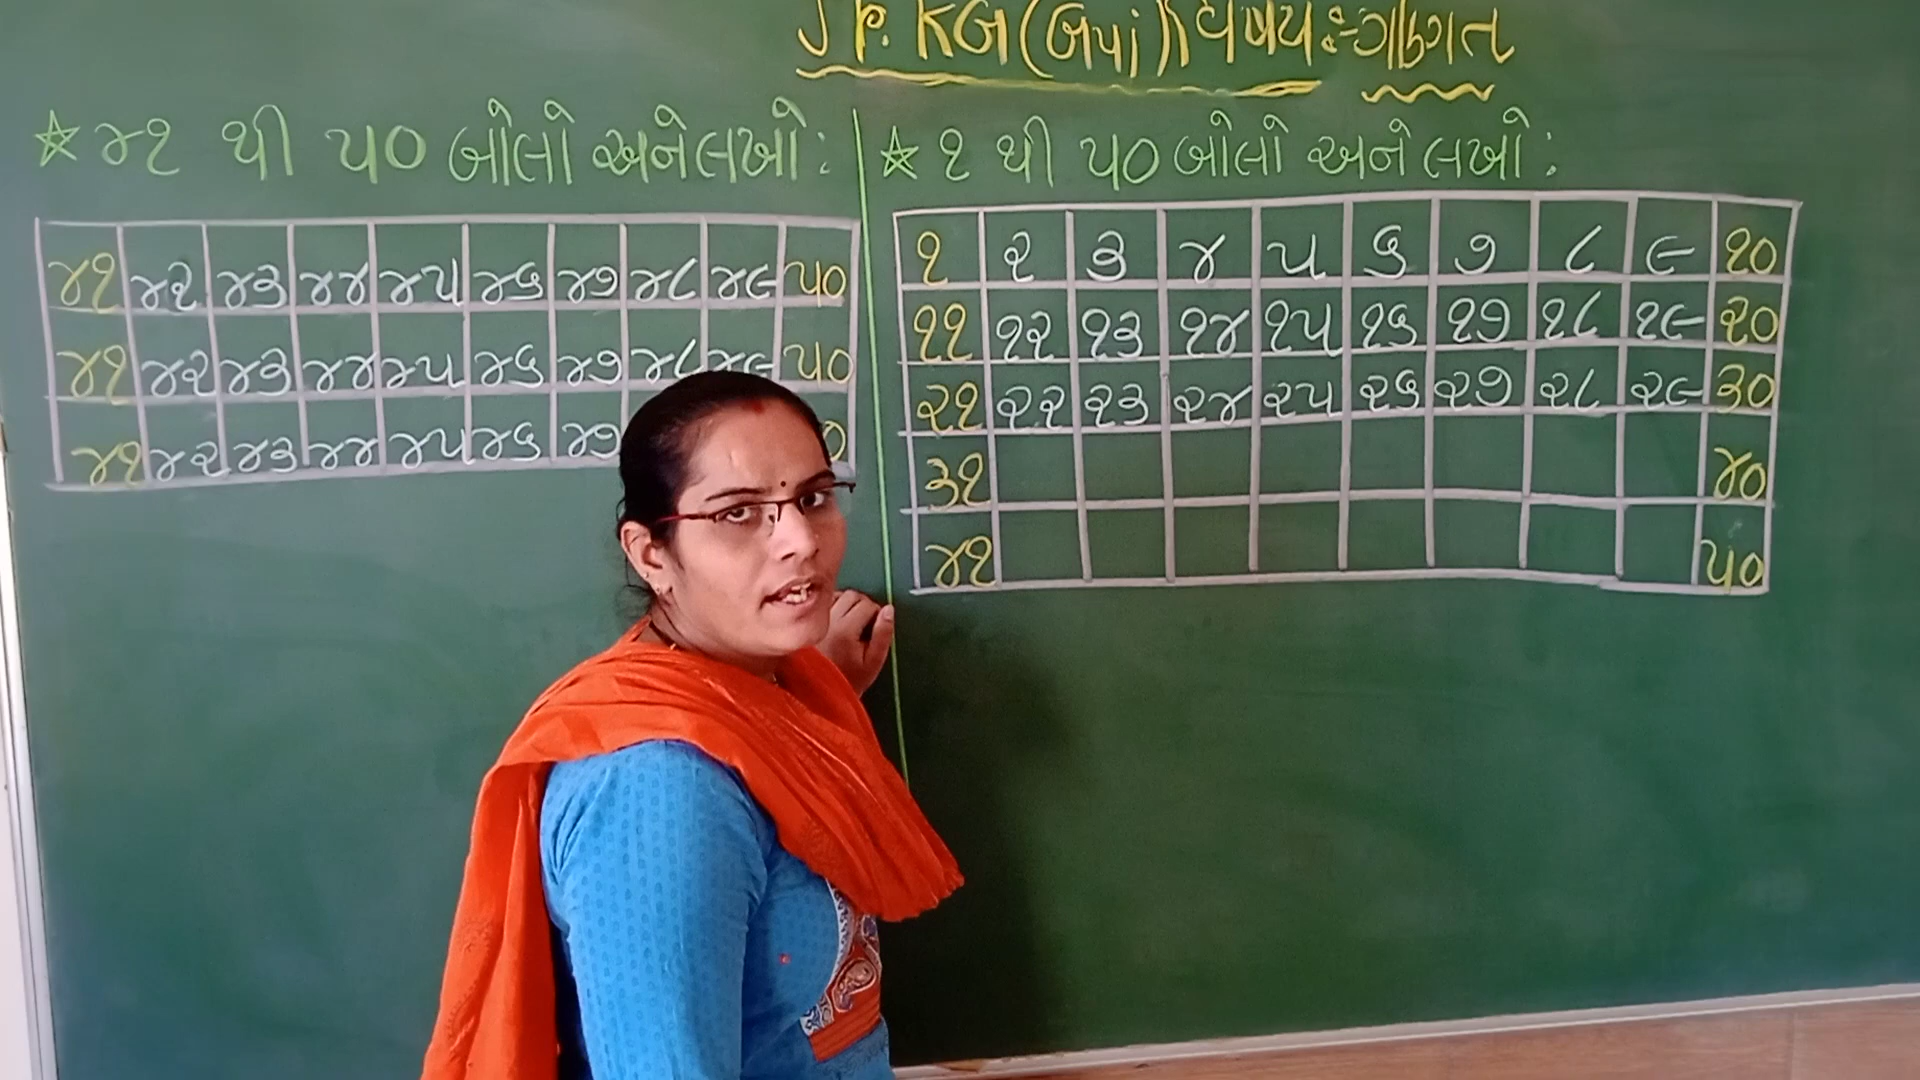 Jr. KG (Guj) વિષય :- ગણિત
☆ ૪૧ થી ૫૦ બોલો અને લખો :
૪૧ ૪૨ ૪૩ ૪૪ ૪૫ ૪૬ ૪૭ ૪૮ ૪૯ ૫૦
૪૧ ૪૨ ૪૩ ૪૪ ૪૫ ૪૬ ૪૭ ૪૮ ૪૯ ૫૦
૪૧ ૪૨ ૪૩ ૪૪ ૪૫ ૪૬ ૪૭
☆ ૧ થી ૫૦ બોલો અને લખો :
૧ ૨ ૩ ૪ ૫ ૬ ૭ ૮ ૯ ૧૦
૧૧ ૧૨ ૧૩ ૧૪ ૧૫ ૧૬ ૧૭ ૧૮ ૧૯ ૨૦
૨૧ ૨૨ ૨૩ ૨૪ ૨૫ ૨૬ ૨૭ ૨૮ ૨૯ ૩૦
૩૧ ૪૦
૪૧ ૫૦